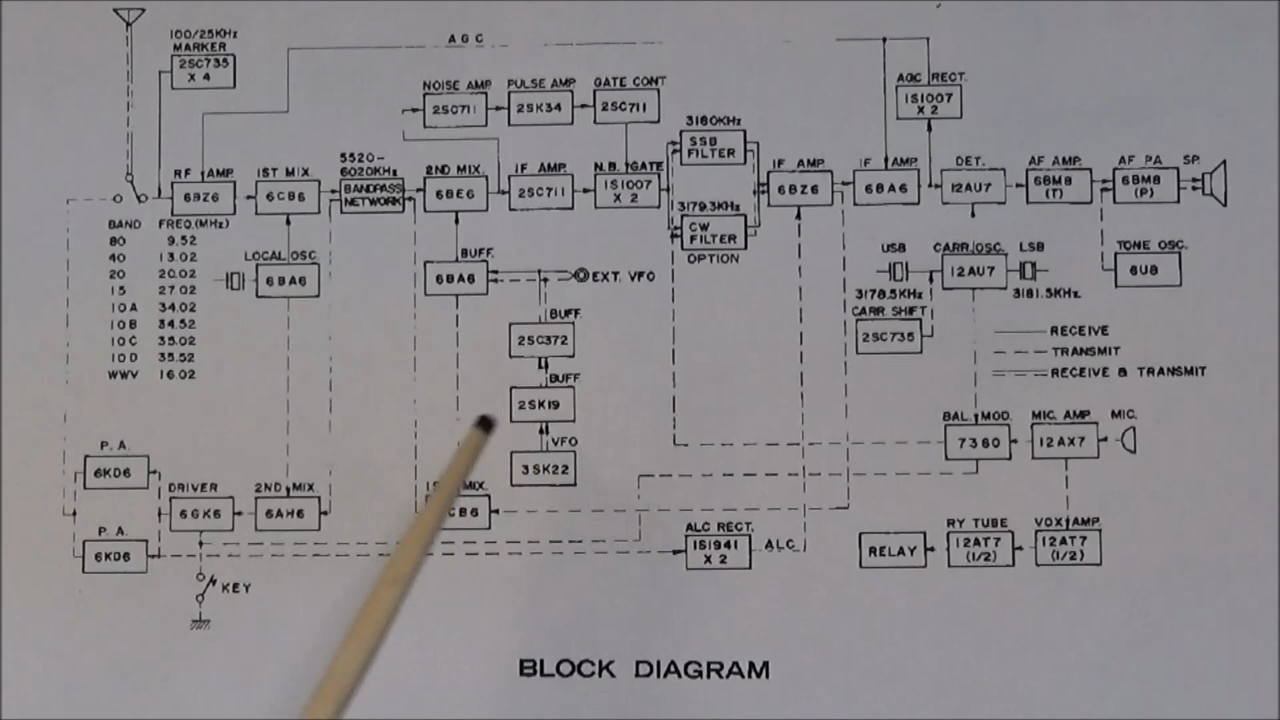 100/25KHz
MARKER
2SC735
X 4
AGC
NOISE AMP
2SC711
PULSE AMP.
2SK34
GATE CONT
2SC711
AGC RECT.
1S1007
X 2
RF AMP
6BZ6
1ST MIX.
6CB6
5520-
6020KHz
BANDPASS
NETWORK
2ND MIX.
6BE6
IF AMP.
2SC711
N.B. GATE
1S1007
X 2
3180KHz
SSB
FILTER
3179.3KHz
CW
FILTER
OPTION
IF AMP
6BZ6
IF AMP
6BA6
DET.
12AU7
AF AMP.
6BM8
(T)
AF PA
6BM8
(P)
SP.
BAND FREQ.(MHz)
80 9.52
40 13.02
20 20.02
15 27.02
10A 34.02
10B 34.52
10C 35.02
10D 35.52
WWV 16.02
LOCAL OSC.
6BA6
BUFF.
6BA6
EXT. VFO
BUFF.
2SC372
BUFF.
2SK19
VFO
3SK22
USB
3178.5KHz
CARR. OSC.
12AU7
LSB
3181.5KHz
CARR. SHIFT
2SC735
TONE OSC.
6U8
RECEIVE
TRANSMIT
RECEIVE & TRANSMIT
BAL. MOD.
7360
MIC. AMP
12AX7
MIC.
P. A.
6KD6
DRIVER
6GK6
2ND MIX.
6AH6
MIX.
CB6
P. A.
6KD6
KEY
ALC RECT.
1S1941
X 2
ALC
RELAY
RY TUBE
12AT7
(1/2)
VOX AMP.
12AT7
(1/2)
BLOCK DIAGRAM